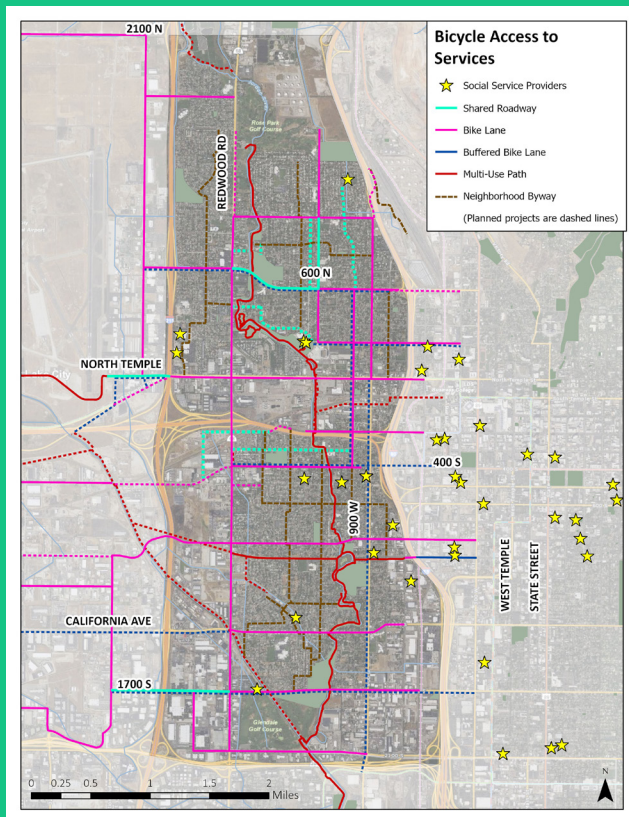 2100 N
Bicycle Access to
Services
Social Service Providers
Shared Roadway
Bike Lane
Buffered Bike Lane
Multi-Use Path
Neighborhood Byway
(Planned projects are dashed lines)
Rose Park
Golf Course
REDWOOD RD
600 N
NORTH TEMPLE
400 S
900 W
WEST TEMPLE
STATE STREET
CALIFORNIA AVE
1700 S
Glendale
Golf Course
0 0.25 0.5 1 1.5 2
Miles
N